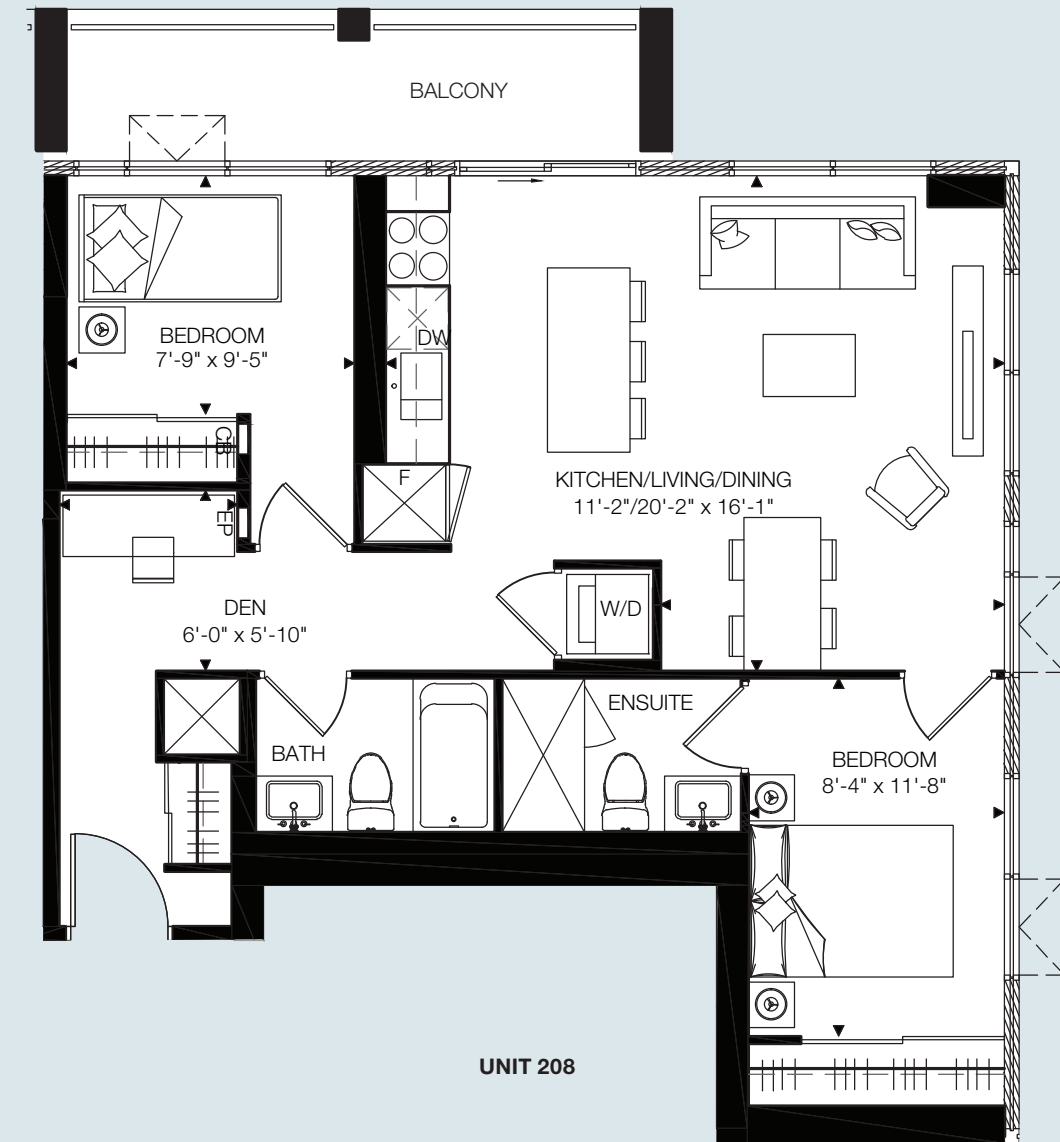 BALCONY
BEDROOM
7'-9" x 9'-5"
DW
CB
F
KITCHEN/LIVING/DINING
11'-2"/20'-2" x 16'-1"
EP
DEN
6'-0" x 5'-10"
W/D
ENSUITE
BATH
BEDROOM
8'-4" x 11'-8"
UNIT 208